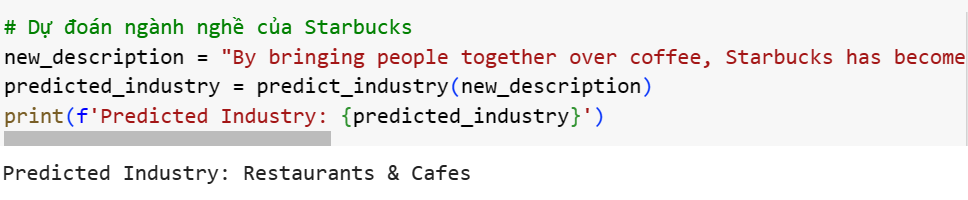 # Dự đoán ngành nghề của Starbucks
new_description = "By bringing people together over coffee, Starbucks has become
predicted_industry = predict_industry(new_description)
print(f'Predicted Industry: {predicted_industry}')
Predicted Industry: Restaurants & Cafes